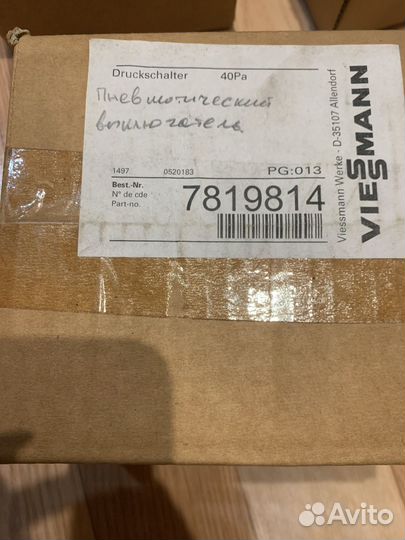 Druckschalter 40Pa
Пневматический
выключатель
1497 0520183 PG:013
Best.-Nr.
N° de cde
Part-no.
7819814
Viessmann Werke - D-35107 Allendorf
VIESSMANN
Avito